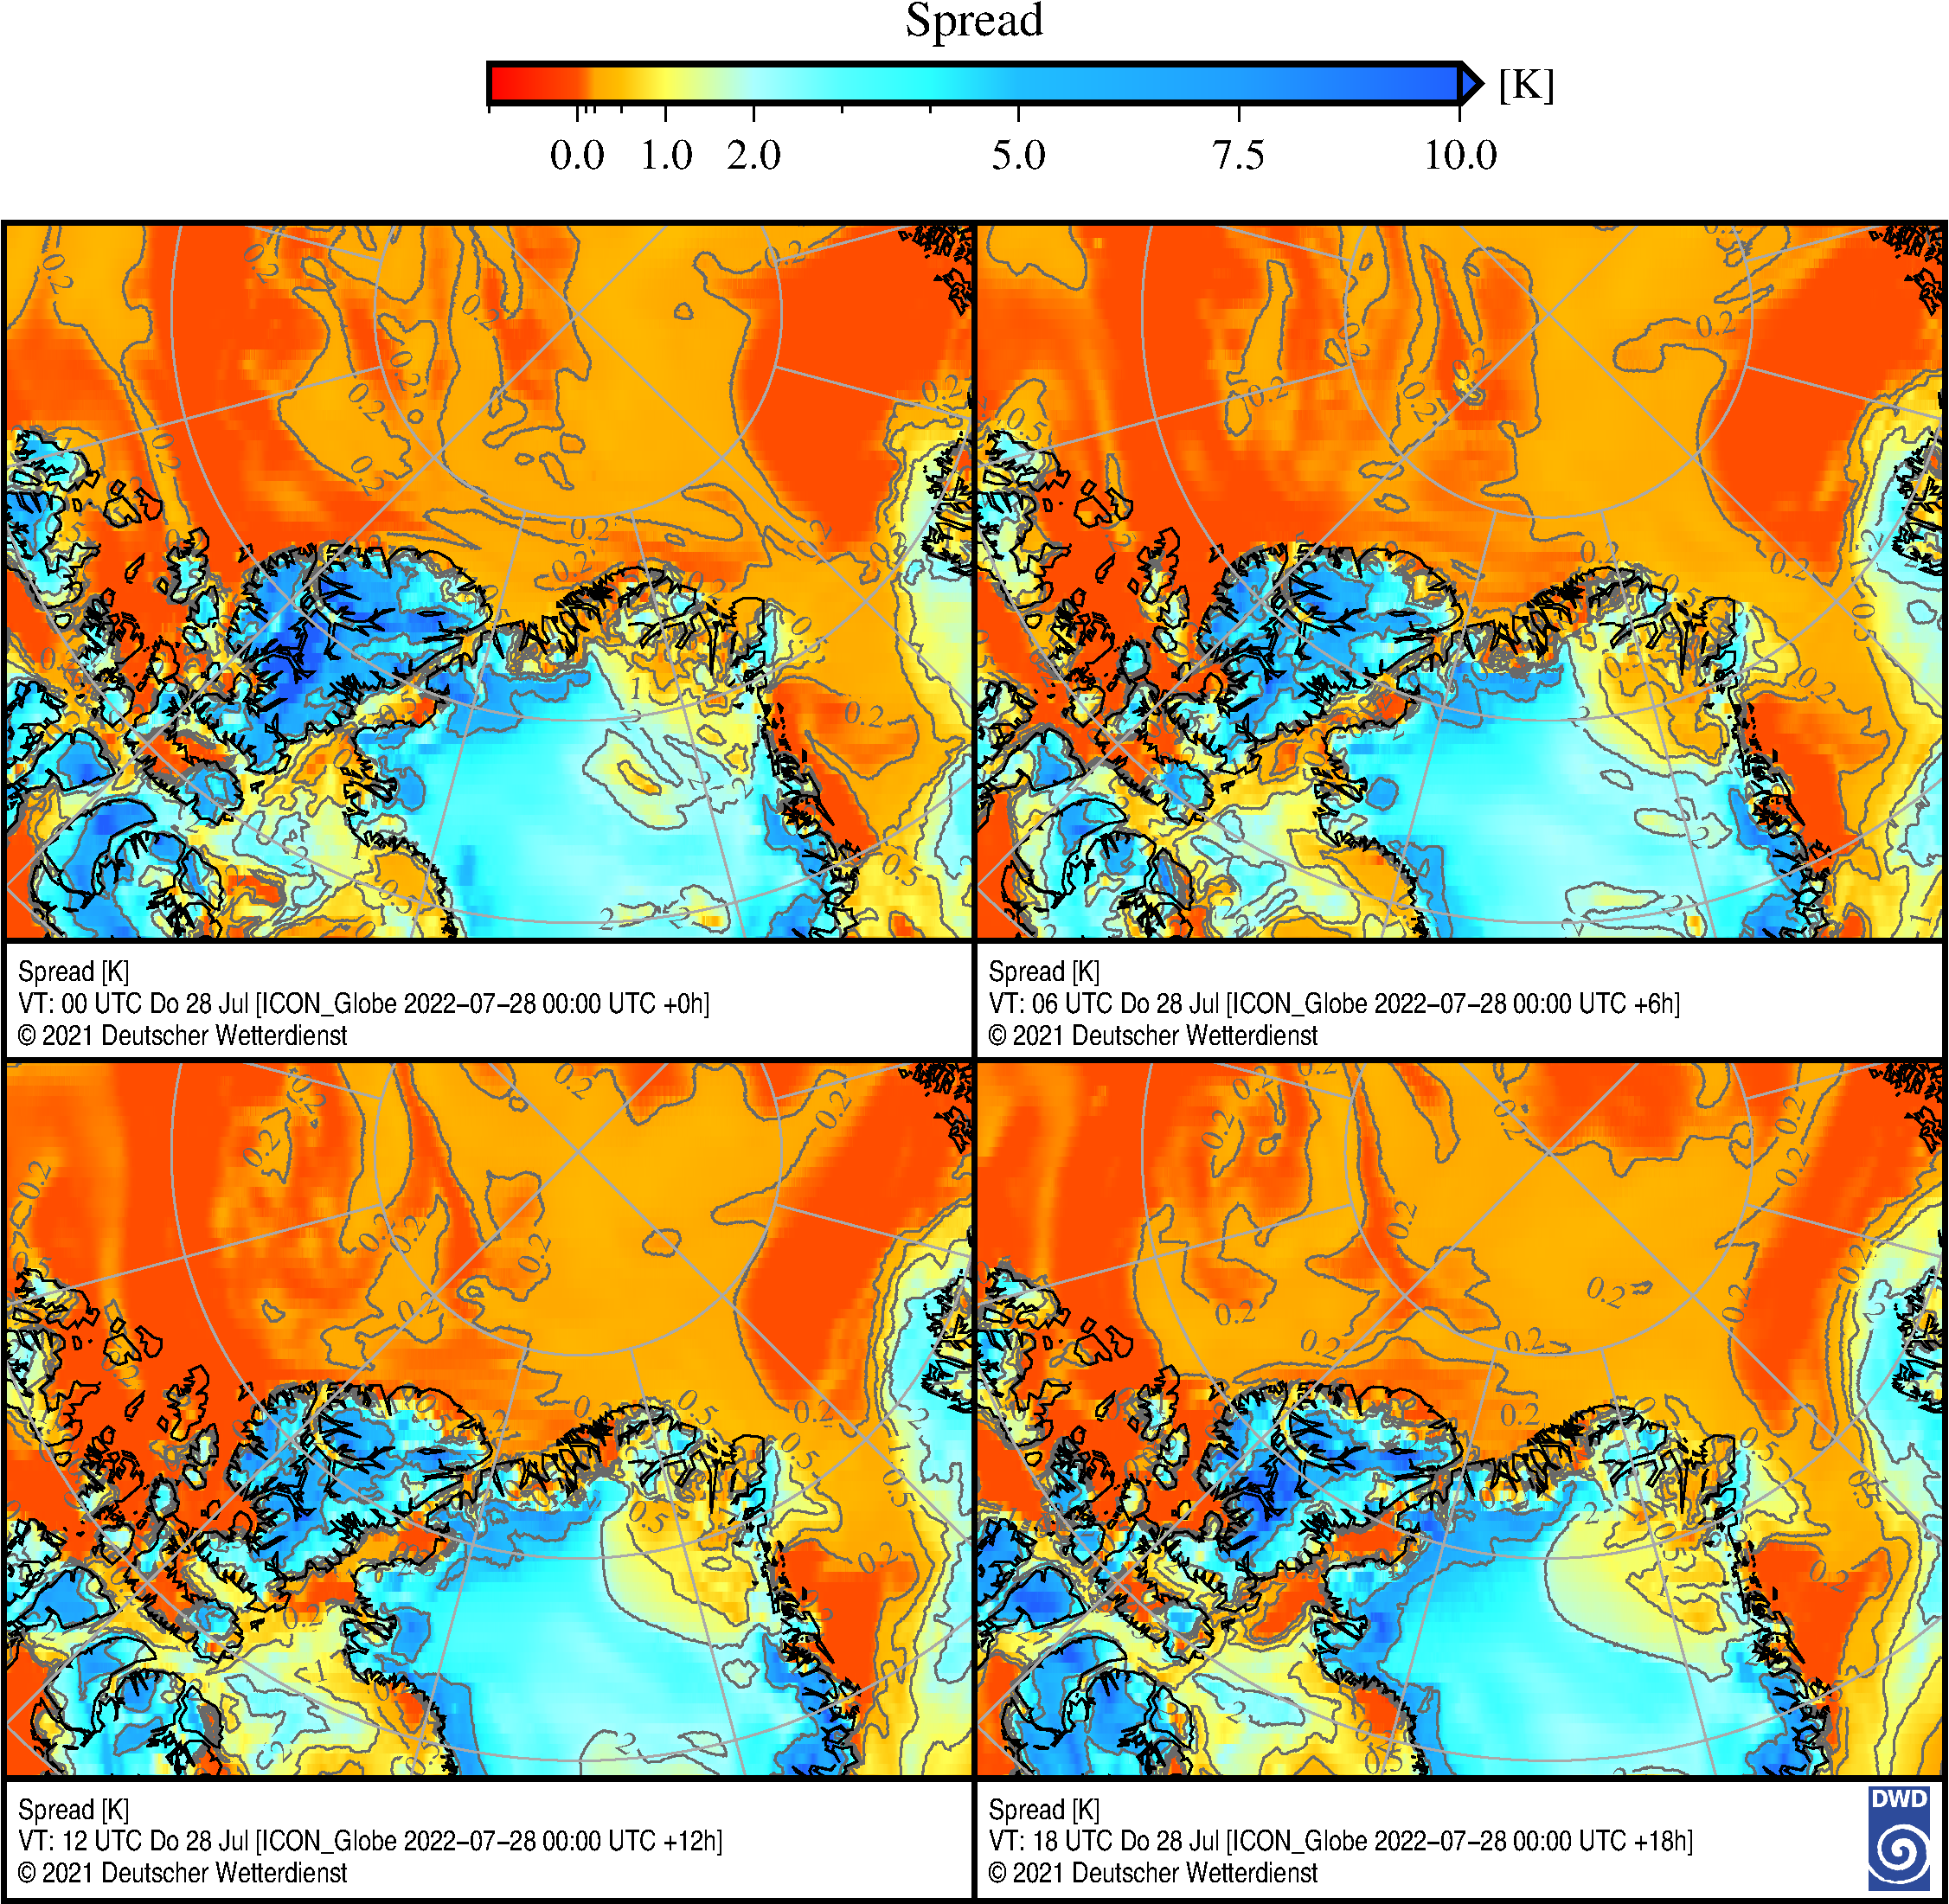 Spread
[K]
0.0 1.0 2.0 5.0 7.5 10.0
Spread [K]
VT: 00 UTC Do 28 Jul [ICON_Globe 2022-07-28 00:00 UTC +0h]
© 2021 Deutscher Wetterdienst
Spread [K]
VT: 06 UTC Do 28 Jul [ICON_Globe 2022-07-28 00:00 UTC +6h]
© 2021 Deutscher Wetterdienst
Spread [K]
VT: 12 UTC Do 28 Jul [ICON_Globe 2022-07-28 00:00 UTC +12h]
© 2021 Deutscher Wetterdienst
Spread [K]
VT: 18 UTC Do 28 Jul [ICON_Globe 2022-07-28 00:00 UTC +18h]
© 2021 Deutscher Wetterdienst
DWD